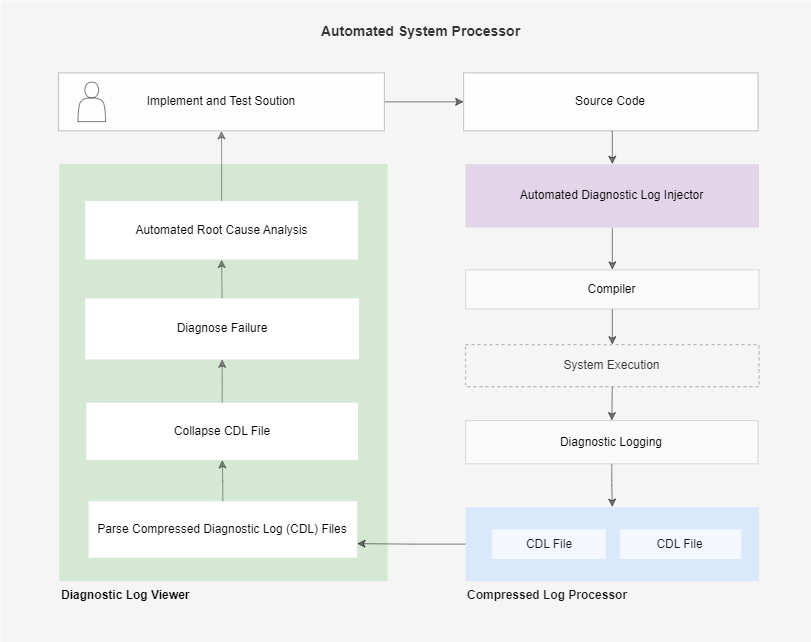 Automated System Processor
Implement and Test Soution
Source Code
Automated Diagnostic Log Injector
Automated Root Cause Analysis
Compiler
Diagnose Failure
System Execution
Collapse CDL File
Diagnostic Logging
Parse Compressed Diagnostic Log (CDL) Files
CDL File
CDL File
Diagnostic Log Viewer
Compressed Log Processor